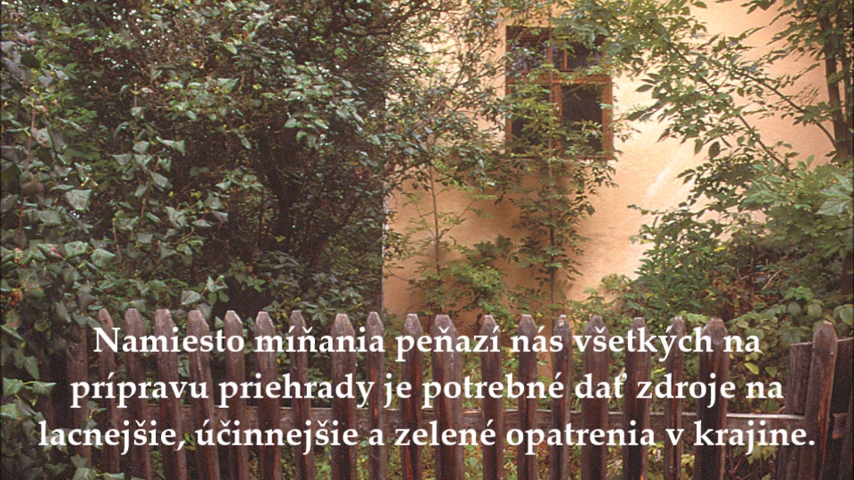 Namiesto míňania peňazí nás všetkých na
prípravu priehrady je potrebné dať zdroje na
lacnejšie, účinnejšie a zelené opatrenia v krajine.